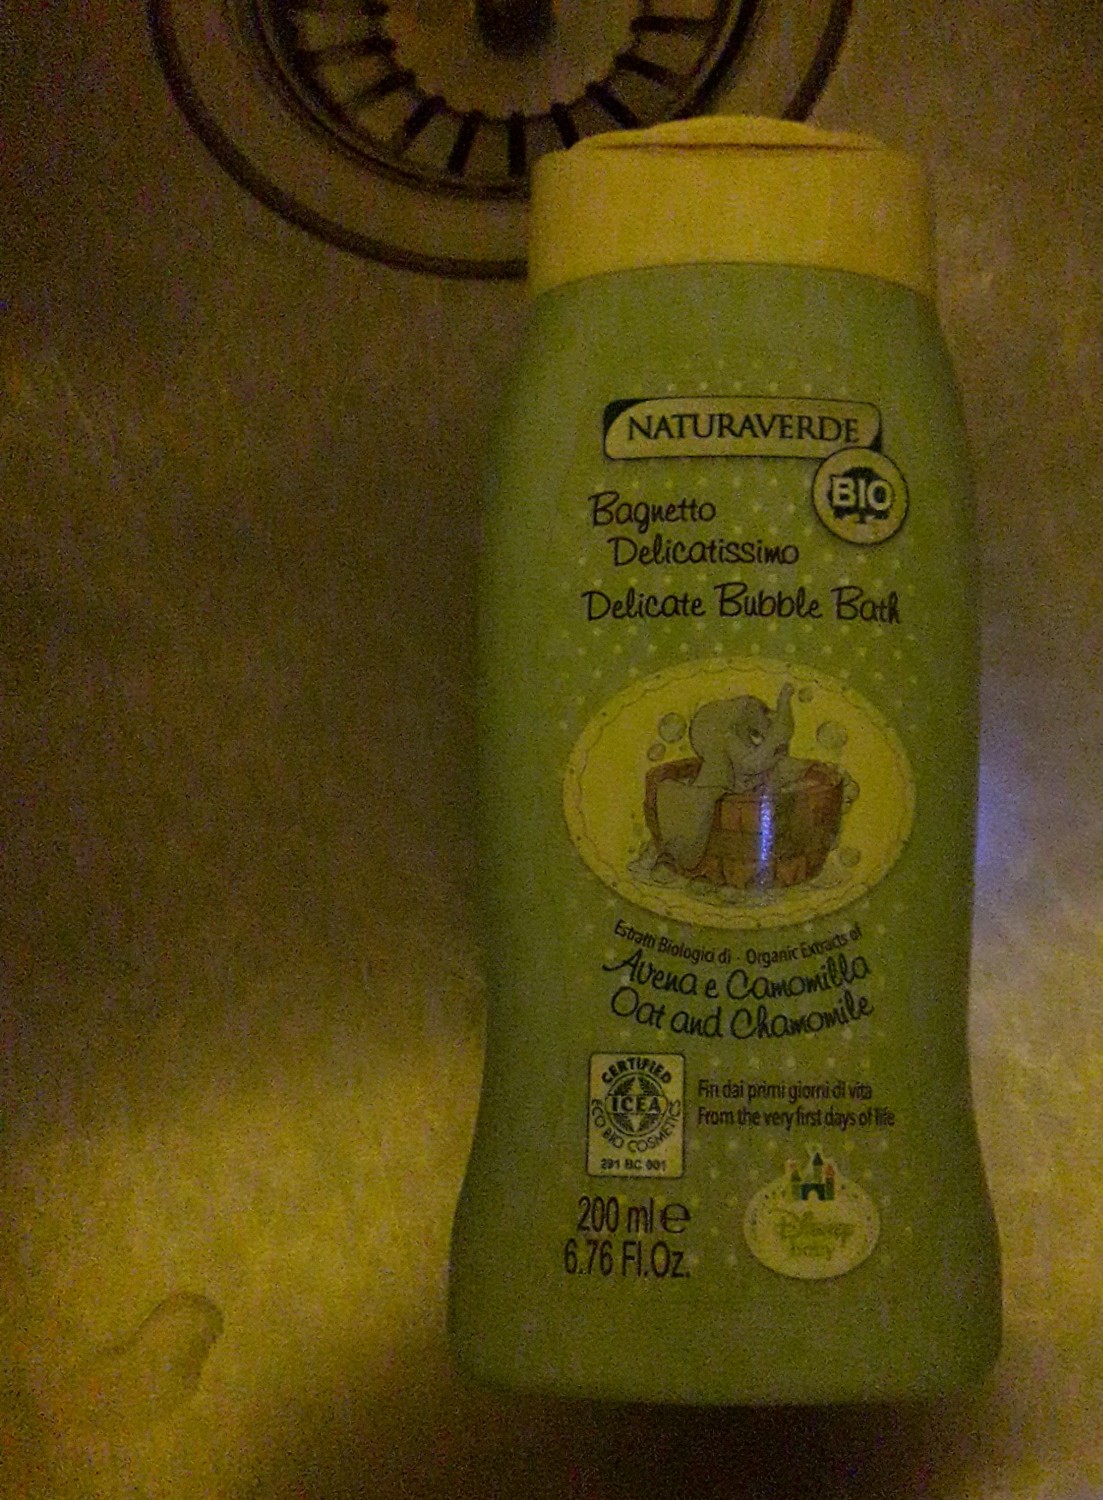 NATURAVERDE
BIO
Bagnetto
Delicatissimo
Delicate Bubble Bath
Estratti Biologici di - Organic Extracts of
Avena e Camomilla
Oat and Chamomile
CERTIFIED
ICEA
ECO BIO COSMETICS
291 BC 001
Fin dai primi giorni di vita
From the very first days of life
200 ml e
6.76 Fl.Oz.
Disney
baby